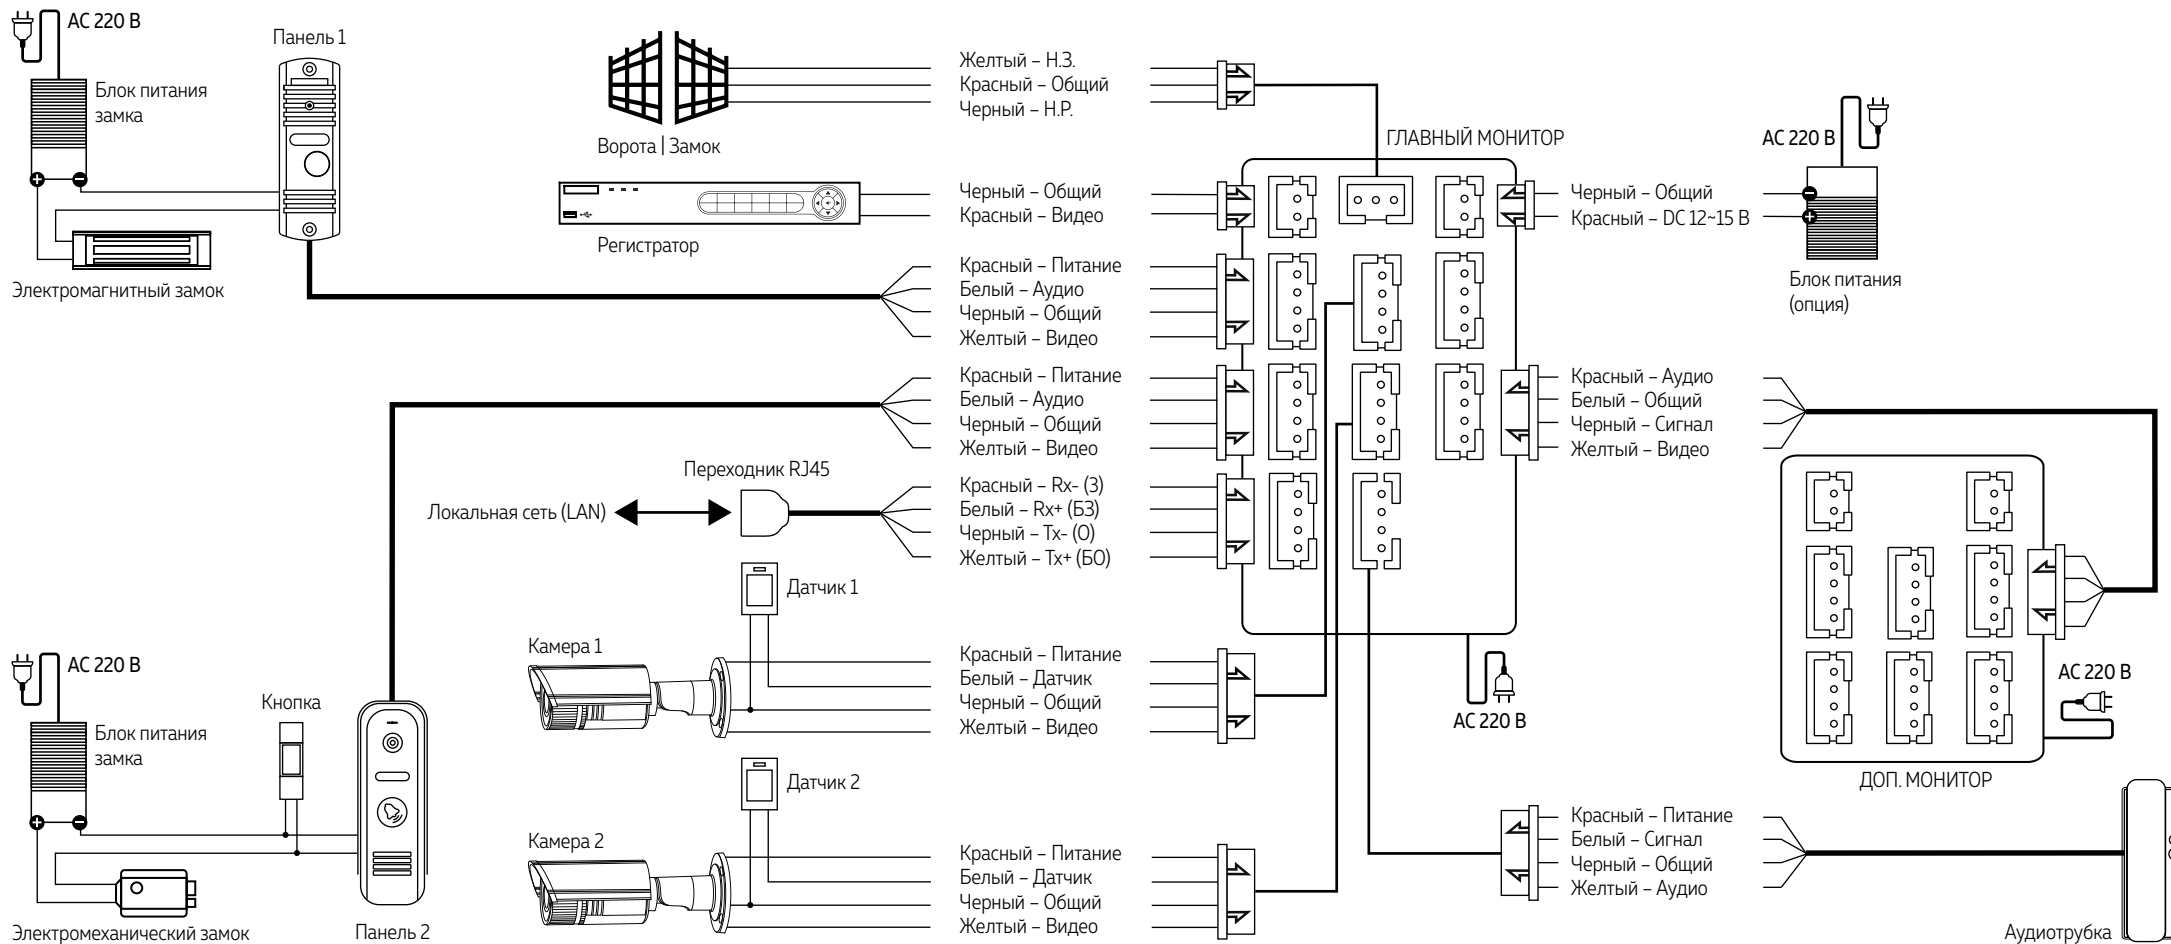 AC 220 В
Блок питания
замка
Панель 1
Электромагнитный замок
Ворота | Замок
Желтый – Н.З.
Красный – Общий
Черный – Н.Р.
Регистратор
Черный – Общий
Красный – Видео
Красный – Питание
Белый – Аудио
Черный – Общий
Желтый – Видео
Красный – Питание
Белый – Аудио
Черный – Общий
Желтый – Видео
Переходник RJ45
Локальная сеть (LAN)
Красный – Rx- (З)
Белый – Rx+ (БЗ)
Черный – Tx- (О)
Желтый – Tx+ (БО)
Датчик 1
Камера 1
Красный – Питание
Белый – Датчик
Черный – Общий
Желтый – Видео
Датчик 2
Камера 2
Красный – Питание
Белый – Датчик
Черный – Общий
Желтый – Видео
AC 220 В
Блок питания
замка
Кнопка
Электромеханический замок
Панель 2
ГЛАВНЫЙ МОНИТОР
AC 220 В
AC 220 В
Черный – Общий
Красный – DC 12~15 В
Блок питания
(опция)
Красный – Аудио
Белый – Общий
Черный – Сигнал
Желтый – Видео
AC 220 В
ДОП. МОНИТОР
Красный – Питание
Белый – Сигнал
Черный – Общий
Желтый – Аудио
Аудиотрубка